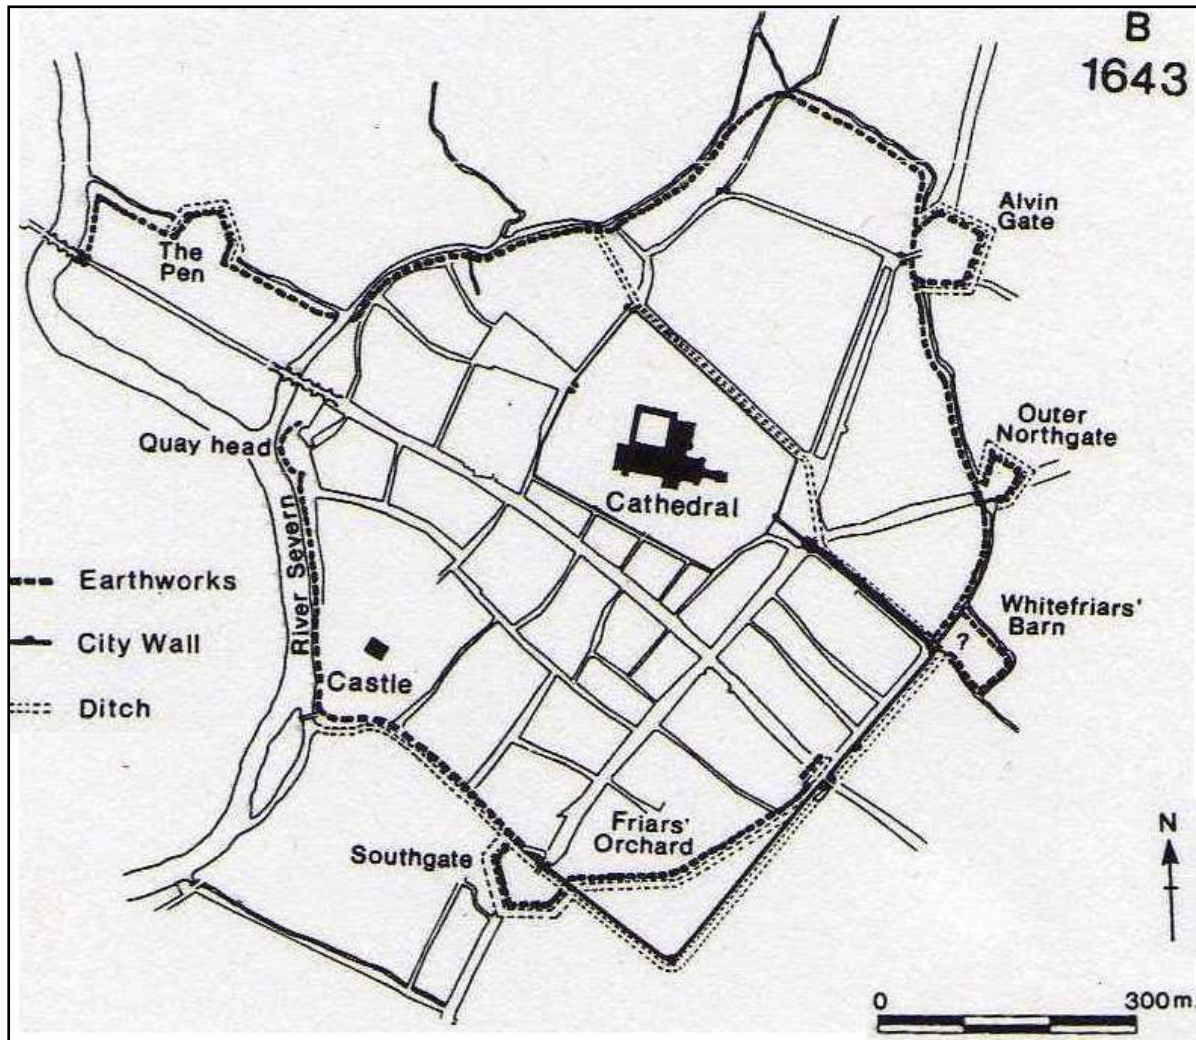 B
1643
Alvin
Gate
The
Pen
Outer
Northgate
Quay head
Cathedral
River Severn
Earthworks
City Wall
Ditch
Whitefriars'
Barn
?
Castle
Friars'
Orchard
Southgate
N
0 300m.